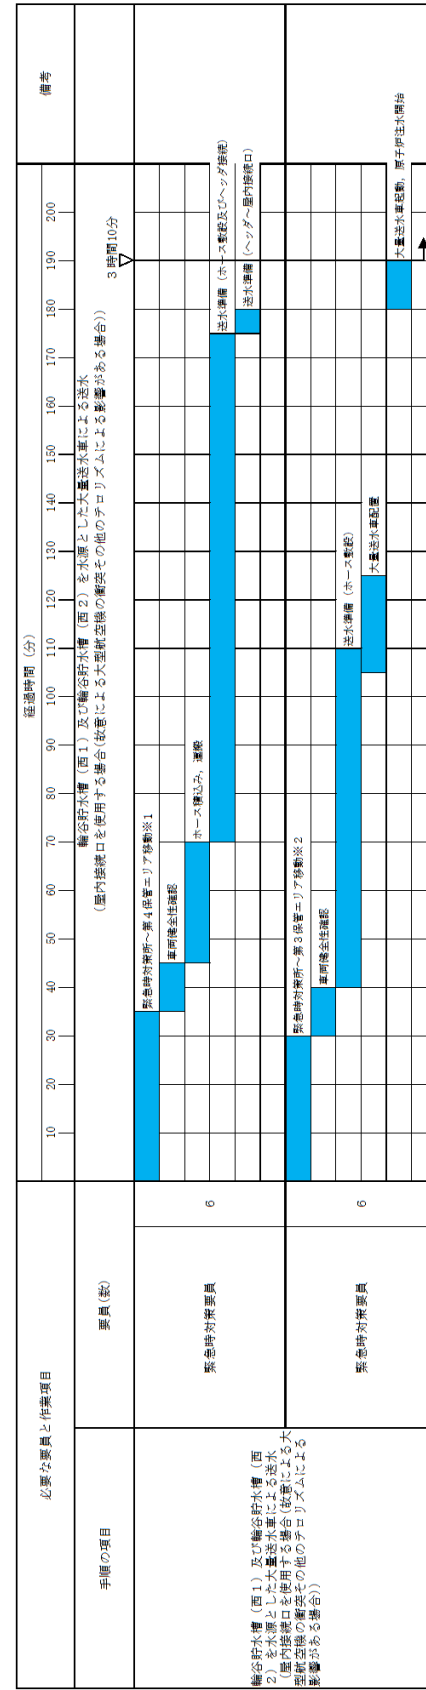 必要な要員と作業項目
経過時間（分）
備考
手順の項目
要員(数)
10
20
30
40
50
60
70
80
90
100
110
120
130
140
150
160
170
180
190
200
輪谷貯水槽（西１）及び輪谷貯水槽（西２）を水源とした大量送水車による送水
（屋内接続口を使用する場合(故意による大型航空機の衝突その他のテロリズムによる影響がある場合))
３時間10分
輪谷貯水槽（西１）及び輪谷貯水槽（西
２）を水源とした大量送水車による送水
（屋内接続口を使用する場合(故意による大
型航空機の衝突その他のテロリズムによる
影響がある場合))
緊急時対策要員
6
緊急時対策所～第４保管エリア移動※１
車両健全性確認
ホース積込み，運搬
送水準備（ホース敷設及びヘッダ接続）
送水準備（ヘッダ～屋内接続口）
緊急時対策要員
6
緊急時対策所～第３保管エリア移動※２
車両健全性確認
送水準備（ホース敷設）
大量送水車配置
大量送水車起動，原子炉注水開始